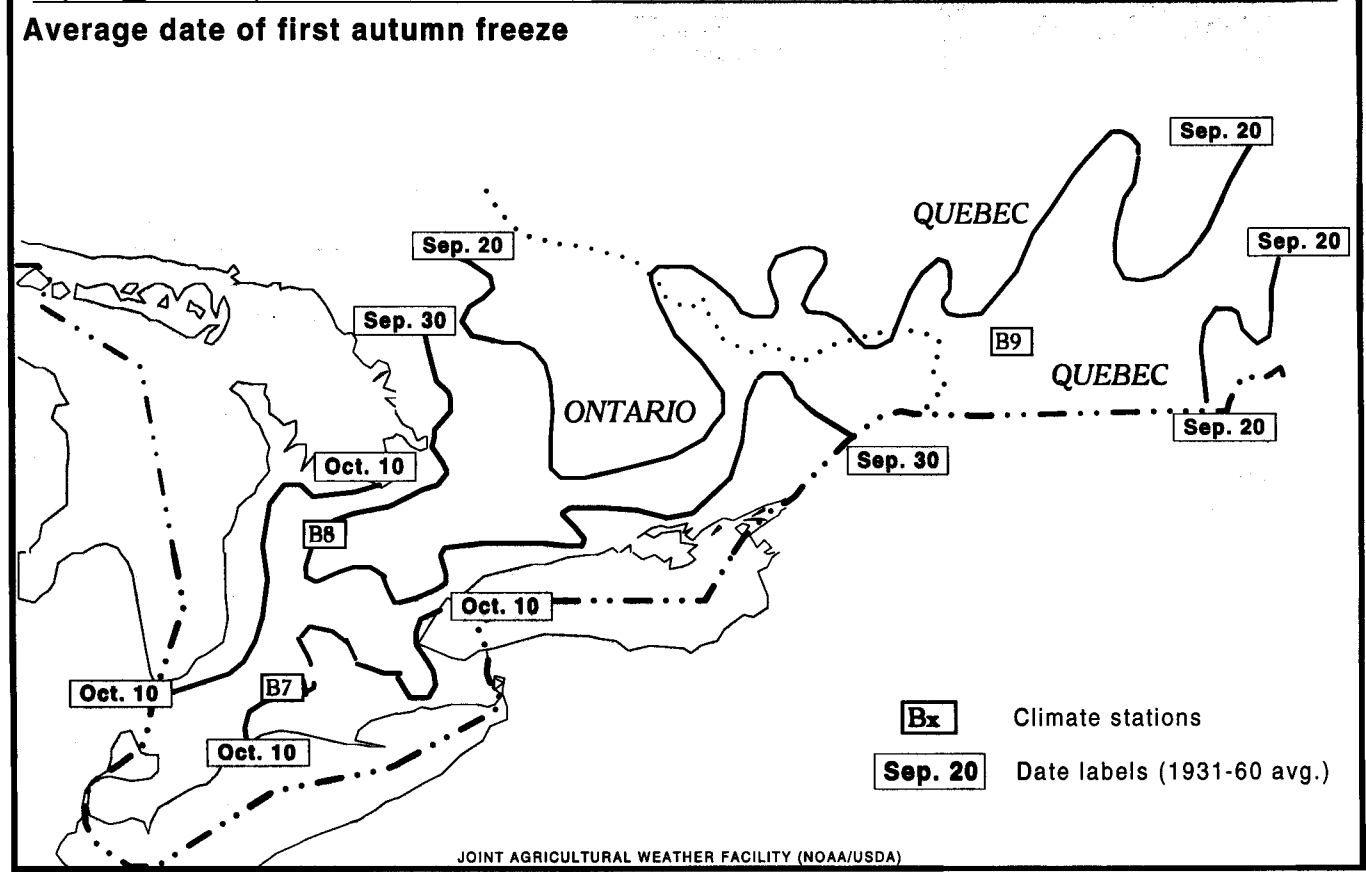 Average date of first autumn freeze
Sep. 20
QUEBEC
Sep. 20
Sep. 20
Sep. 30
B9
QUEBEC
ONTARIO
Sep. 20
Oct. 10
Sep. 30
B8
Oct. 10
B7
Oct. 10
Oct. 10
Bx Climate stations
Sep. 20 Date labels (1931-60 avg.)
JOINT AGRICULTURAL WEATHER FACILITY (NOAA/USDA)